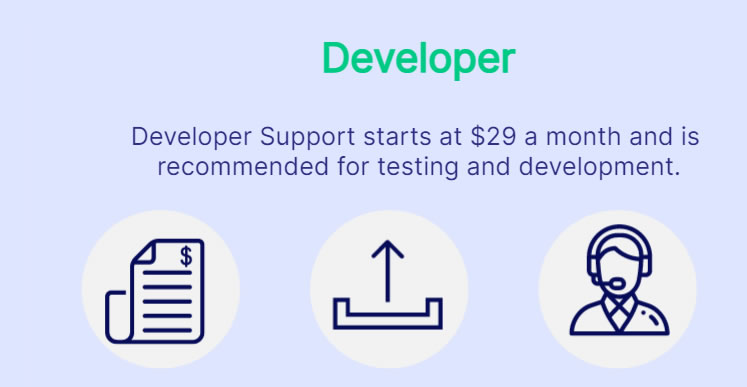 Developer
Developer Support starts at $29 a month and is
recommended for testing and development.
$